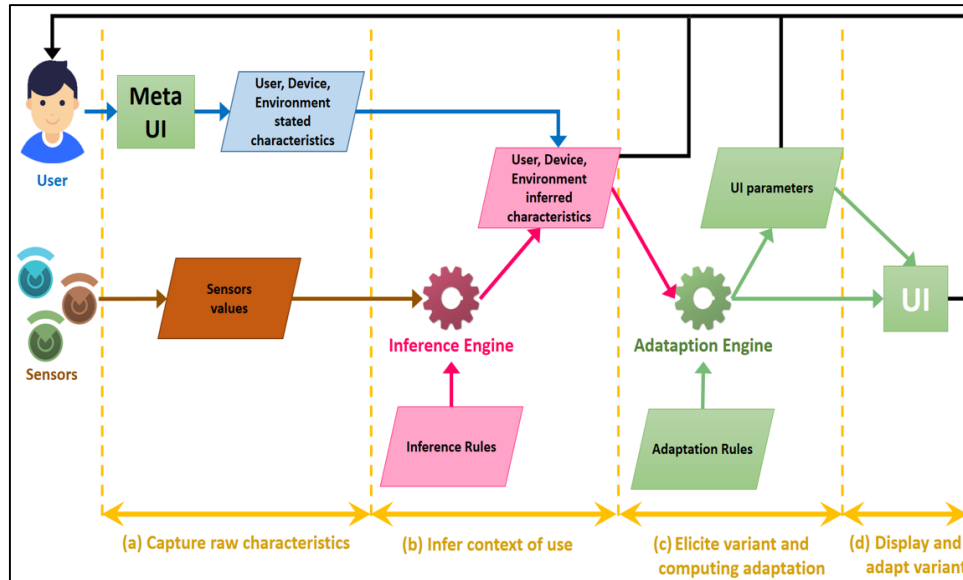 Meta
UI
User, Device,
Environment
stated
characteristics
User
User, Device,
Environment
inferred
characteristics
UI parameters
Sensors
values
UI
Inference Engine
Adataption Engine
Sensors
Inference Rules
Adaptation Rules
(a) Capture raw characteristics
(b) Infer context of use
(c) Elicite variant and
computing adaptation
(d) Display and
adapt variant